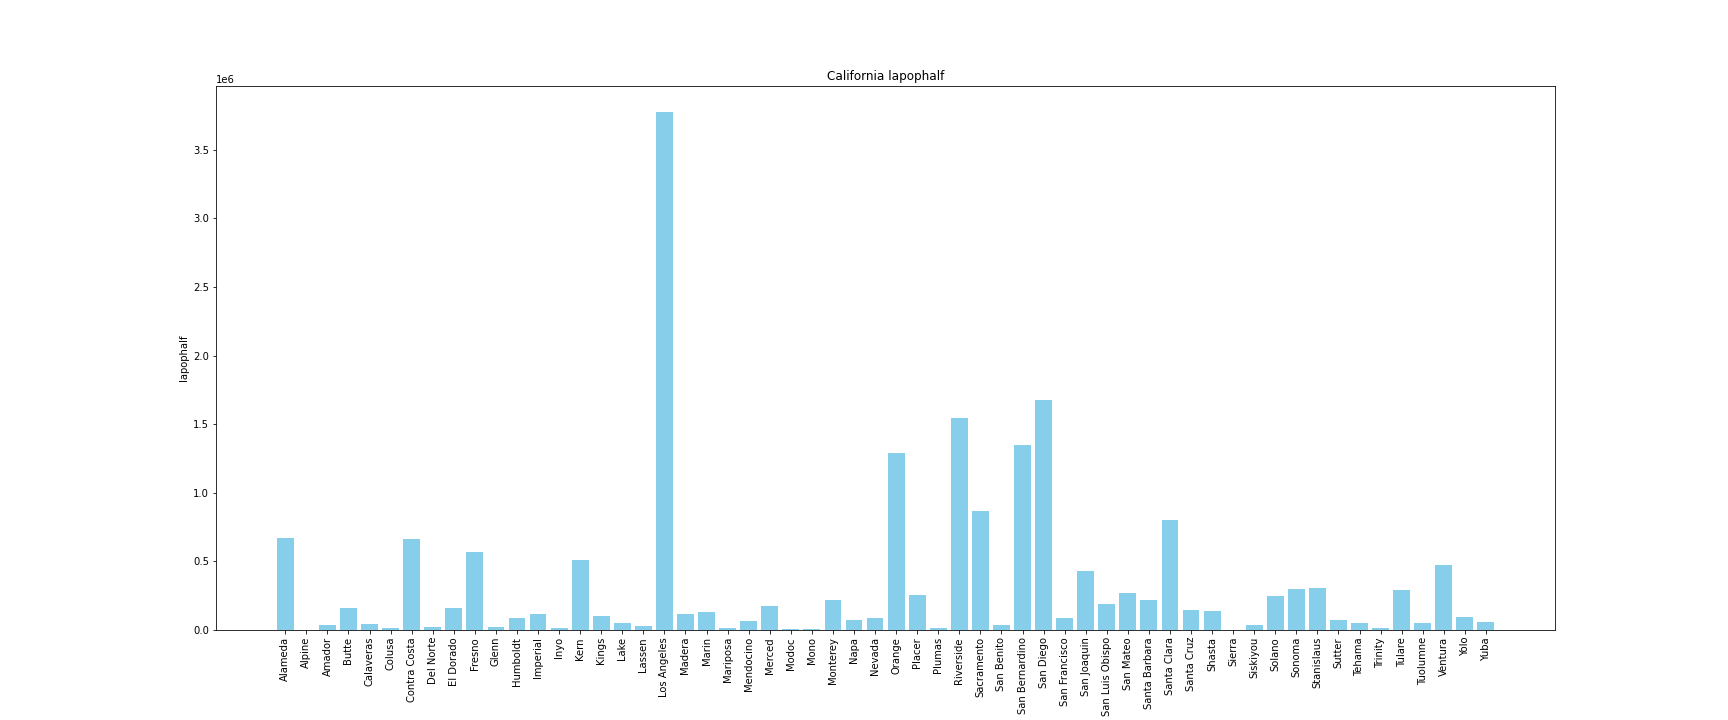 California lapophalf
1e6
lapophalf
3.5
3.0
2.5
2.0
1.5
1.0
0.5
0.0
Alameda
Alpine
Amador
Butte
Calaveras
Colusa
Contra Costa
Del Norte
El Dorado
Fresno
Glenn
Humboldt
Imperial
Inyo
Kern
Kings
Lake
Lassen
Los Angeles
Madera
Marin
Mariposa
Mendocino
Merced
Modoc
Mono
Monterey
Napa
Nevada
Orange
Placer
Plumas
Riverside
Sacramento
San Benito
San Bernardino
San Diego
San Francisco
San Joaquin
San Luis Obispo
San Mateo
Santa Barbara
Santa Clara
Santa Cruz
Shasta
Sierra
Siskiyou
Solano
Sonoma
Stanislaus
Sutter
Tehama
Trinity
Tulare
Tuolumne
Ventura
Yolo
Yuba